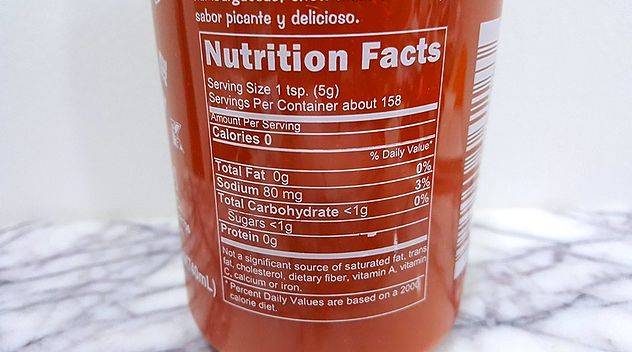 sabor picante y delicioso.
Nutrition Facts
Serving Size 1 tsp. (5g)
Servings Per Container about 158
Amount Per Serving
Calories 0
% Daily Value*
Total Fat 0g 0%
Sodium 80 mg 3%
Total Carbohydrate <1g 0%
Sugars <1g
Protein 0g
Not a significant source of saturated fat, trans
fat, cholesterol, dietary fiber, vitamin A, vitamin
C, calcium or iron.
* Percent Daily Values are based on a 2000
calorie diet.
740mL)